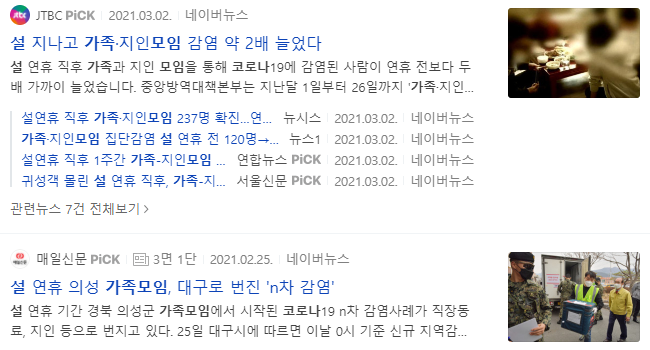 JTBC PiCK 2021.03.02. 네이버뉴스
설 지나고 가족·지인모임 감염 약 2배 늘었다
설 연휴 직후 가족과 지인 모임을 통해 코로나19에 감염된 사람이 연휴 전보다 두
배 가까이 늘었습니다. 중앙방역대책본부는 지난달 1일부터 26일까지 '가족·지인...
설연휴 직후 가족·지인모임 237명 확진...연... 뉴시스 2021.03.02. 네이버뉴스
가족·지인모임 집단감염 설 연휴 전 120명→... 뉴스1 2021.03.02. 네이버뉴스
설연휴 직후 1주간 가족-지인모임 ... 연합뉴스 PiCK 2021.03.02. 네이버뉴스
귀성객 몰린 설 연휴 직후, 가족-지... 서울신문 PiCK 2021.03.02. 네이버뉴스
관련뉴스 7건 전체보기 >
매일신문 PiCK 3면 1단 2021.02.25. 네이버뉴스
설 연휴 의성 가족모임, 대구로 번진 'n차 감염'
설 연휴 기간 경북 의성군 가족모임에서 시작된 코로나19 n차 감염사례가 직장동
료, 지인 등으로 번지고 있다. 25일 대구시에 따르면 이날 0시 기준 신규 지역감...